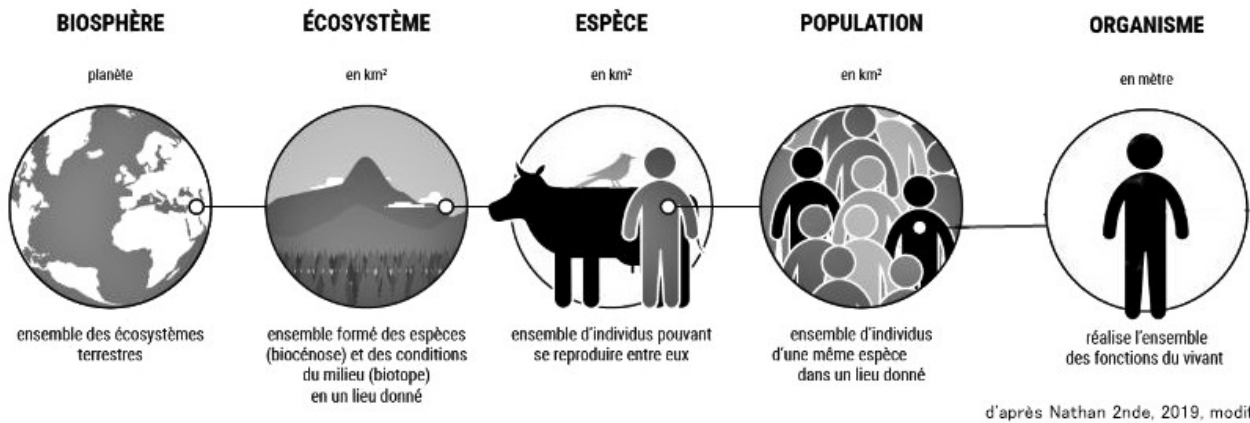 BIOSPHÈRE
planète
ensemble des écosystèmes
terrestres
ÉCOSYSTÈME
en km²
ensemble formé des espèces
(biocénose) et des conditions
du milieu (biotope)
en un lieu donné
ESPÈCE
en km²
ensemble d'individus pouvant
se reproduire entre eux
POPULATION
en km²
ensemble d'individus
d'une même espèce
dans un lieu donné
ORGANISME
en mètre
réalise l'ensemble
des fonctions du vivant
d'après Nathan 2nde, 2019, modif